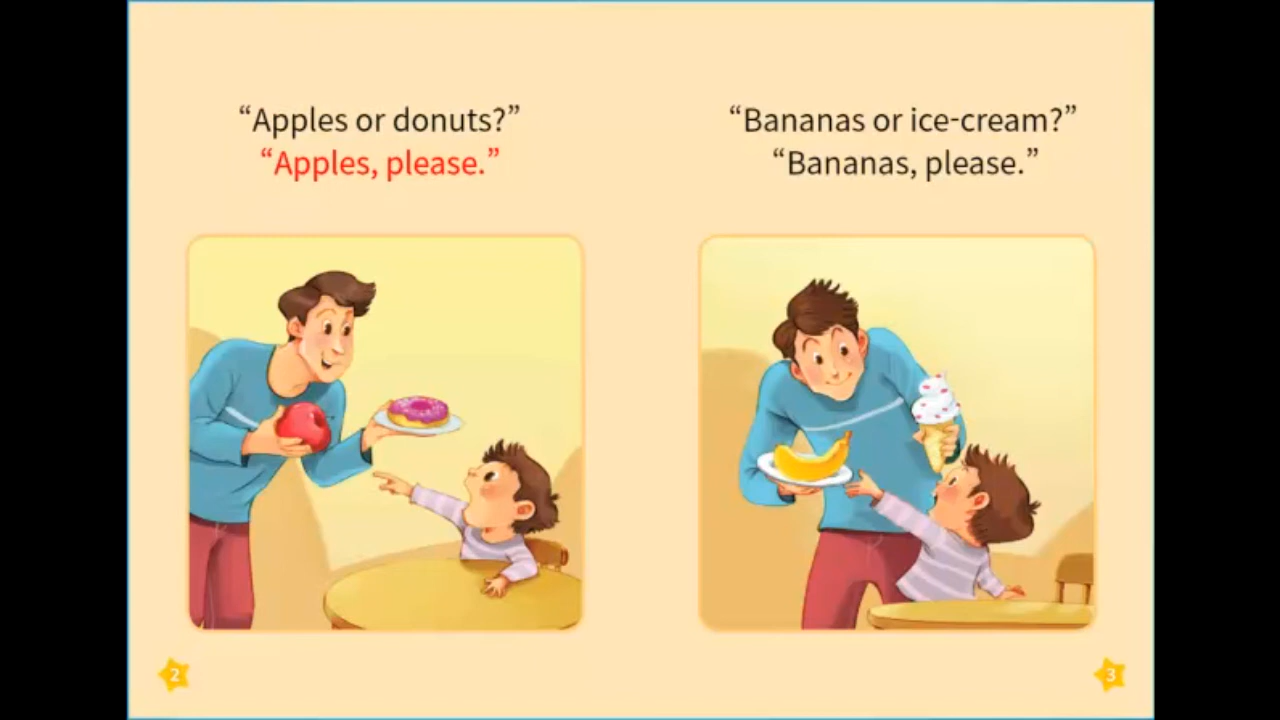 “Apples or donuts?”
“Apples, please.”
“Bananas or ice-cream?”
“Bananas, please.”
2
3